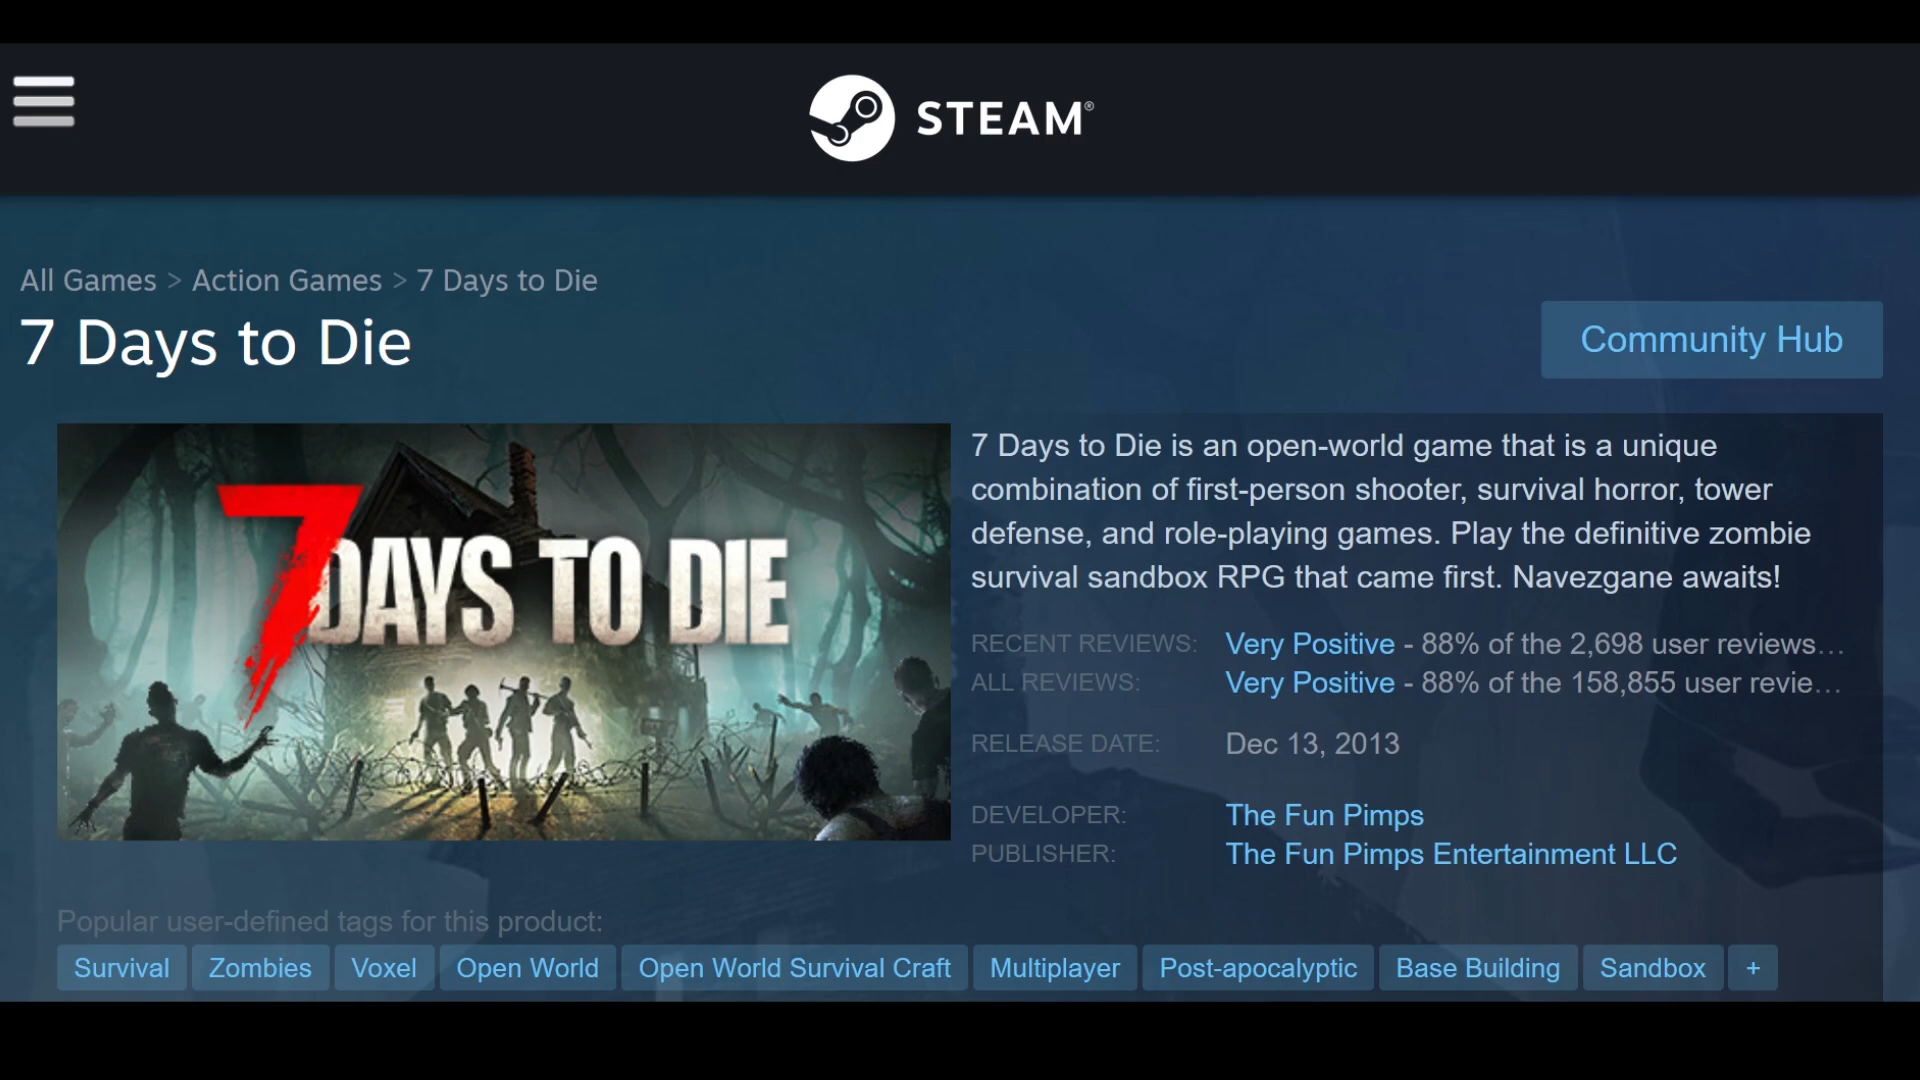 STEAM®
All Games > Action Games > 7 Days to Die
7 Days to Die
Community Hub
7 DAYS TO DIE
7 Days to Die is an open-world game that is a unique
combination of first-person shooter, survival horror, tower
defense, and role-playing games. Play the definitive zombie
survival sandbox RPG that came first. Navezgane awaits!
RECENT REVIEWS: Very Positive - 88% of the 2,698 user reviews…
ALL REVIEWS: Very Positive - 88% of the 158,855 user revie…
RELEASE DATE: Dec 13, 2013
DEVELOPER: The Fun Pimps
PUBLISHER: The Fun Pimps Entertainment LLC
Popular user-defined tags for this product:
Survival Zombies Voxel Open World Open World Survival Craft Multiplayer Post-apocalyptic Base Building Sandbox +